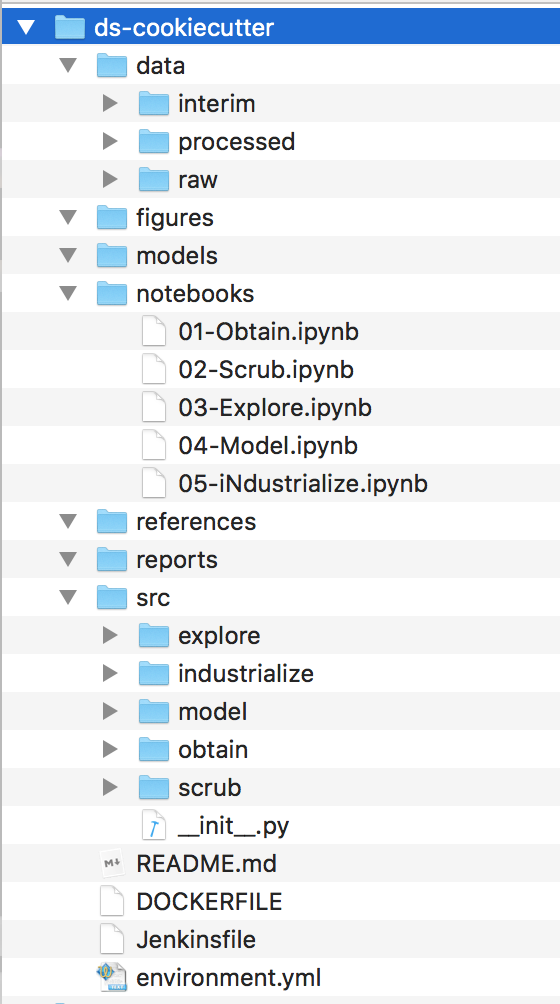 ds-cookiecutter
data
interim
processed
raw
figures
models
notebooks
01-Obtain.ipynb
02-Scrub.ipynb
03-Explore.ipynb
04-Model.ipynb
05-iNdustrialize.ipynb
references
reports
src
explore
industrialize
model
obtain
scrub
__init__.py
README.md
DOCKERFILE
Jenkinsfile
environment.yml